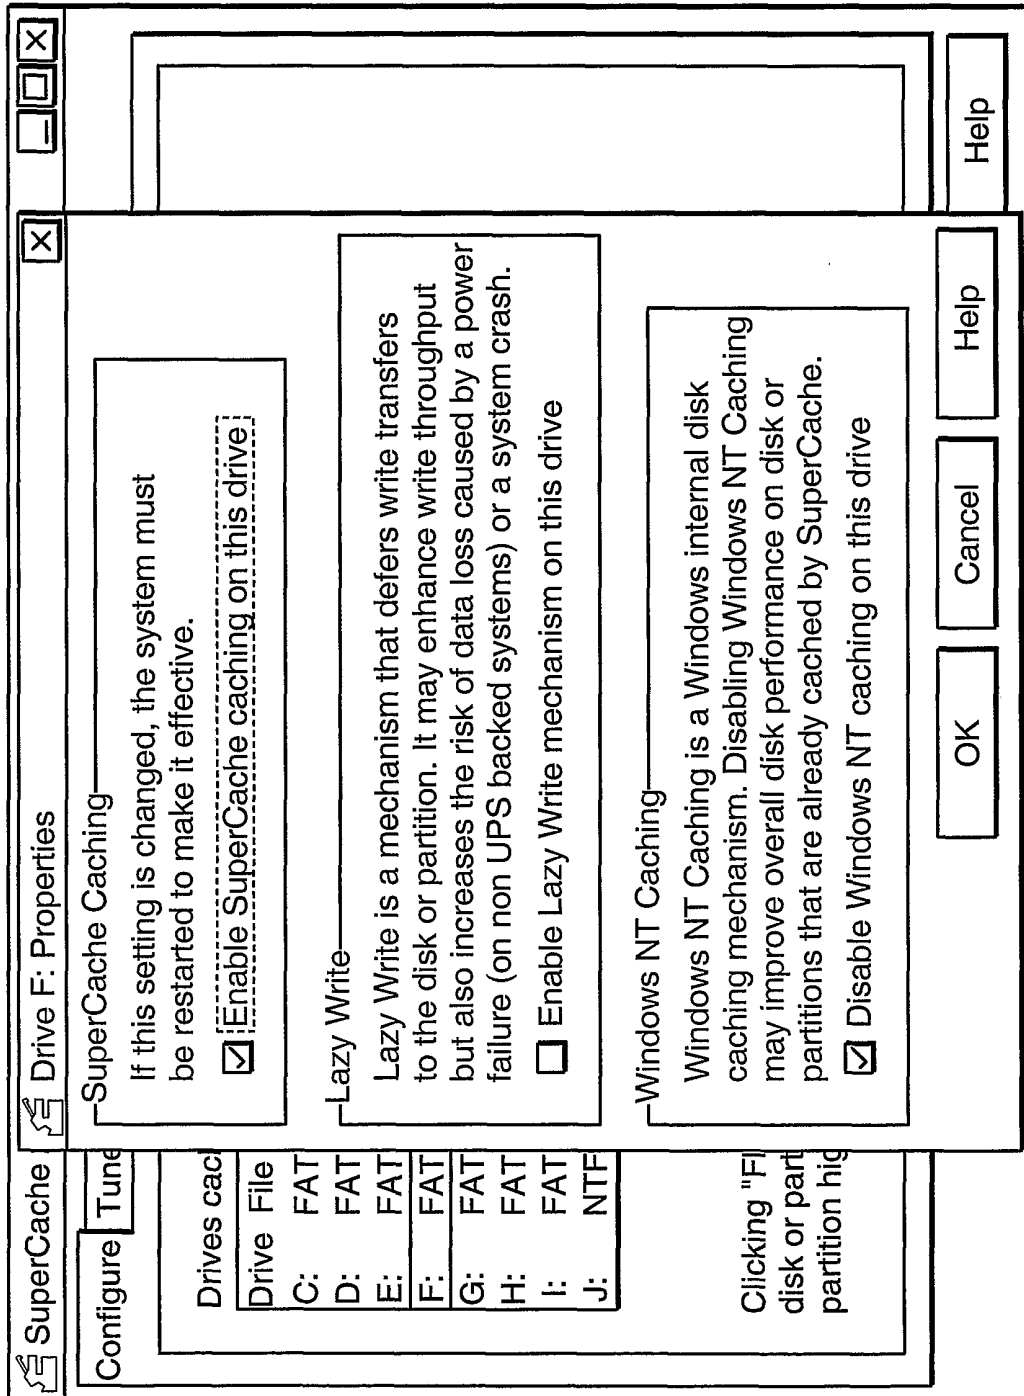 SuperCache
Configure
Tune
Drives cac
Drive File
C: FAT
D: FAT
E: FAT
F: FAT
G: FAT
H: FAT
I: FAT
J: NTF
Clicking "Fl
disk or part
partition hig
Help
Drive F: Properties
SuperCache Caching
If this setting is changed, the system must
be restarted to make it effective.
Enable SuperCache caching on this drive
Lazy Write
Lazy Write is a mechanism that defers write transfers
to the disk or partition. It may enhance write throughput
but also increases the risk of data loss caused by a power
failure (on non UPS backed systems) or a system crash.
Enable Lazy Write mechanism on this drive
Windows NT Caching
Windows NT Caching is a Windows internal disk
caching mechanism. Disabling Windows NT Caching
may improve overall disk performance on disk or
partitions that are already cached by SuperCache.
Disable Windows NT caching on this drive
OK
Cancel
Help